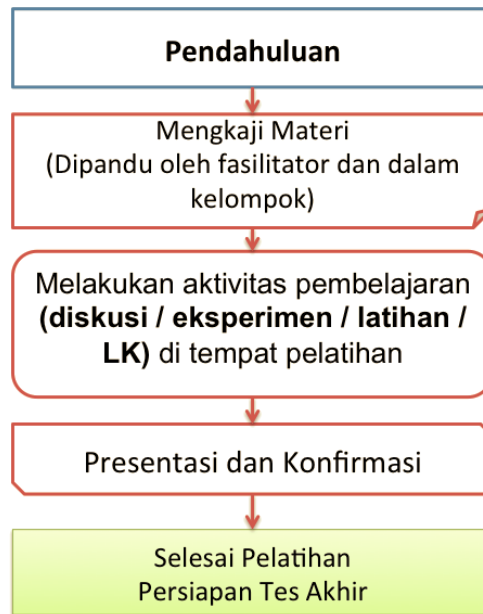 Pendahuluan
Mengkaji Materi
(Dipandu oleh fasilitator dan dalam
kelompok)
Melakukan aktivitas pembelajaran
(diskusi / eksperimen / latihan /
LK) di tempat pelatihan
Presentasi dan Konfirmasi
Selesai Pelatihan
Persiapan Tes Akhir